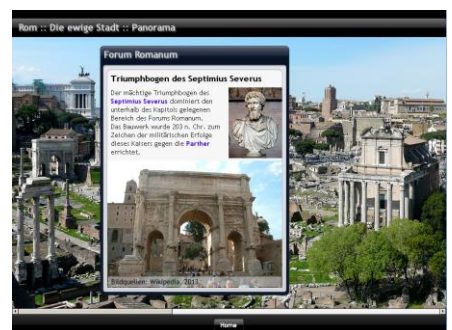 Rom :: Die ewige Stadt :: Panorama
Forum Romanum
Triumphbogen des Septimius Severus
Der mächtige Triumphbogen des
Septimius Severus dominiert den
unterhalb des Kapitols gelegenen
Bereich des Forums Romanum.
Das Bauwerk wurde 203 n. Chr. zum
Zeichen der militärischen Erfolge
dieses Kaisers gegen die Parther
errichtet.
Bildquellen: Wikipedia, 2013
Home